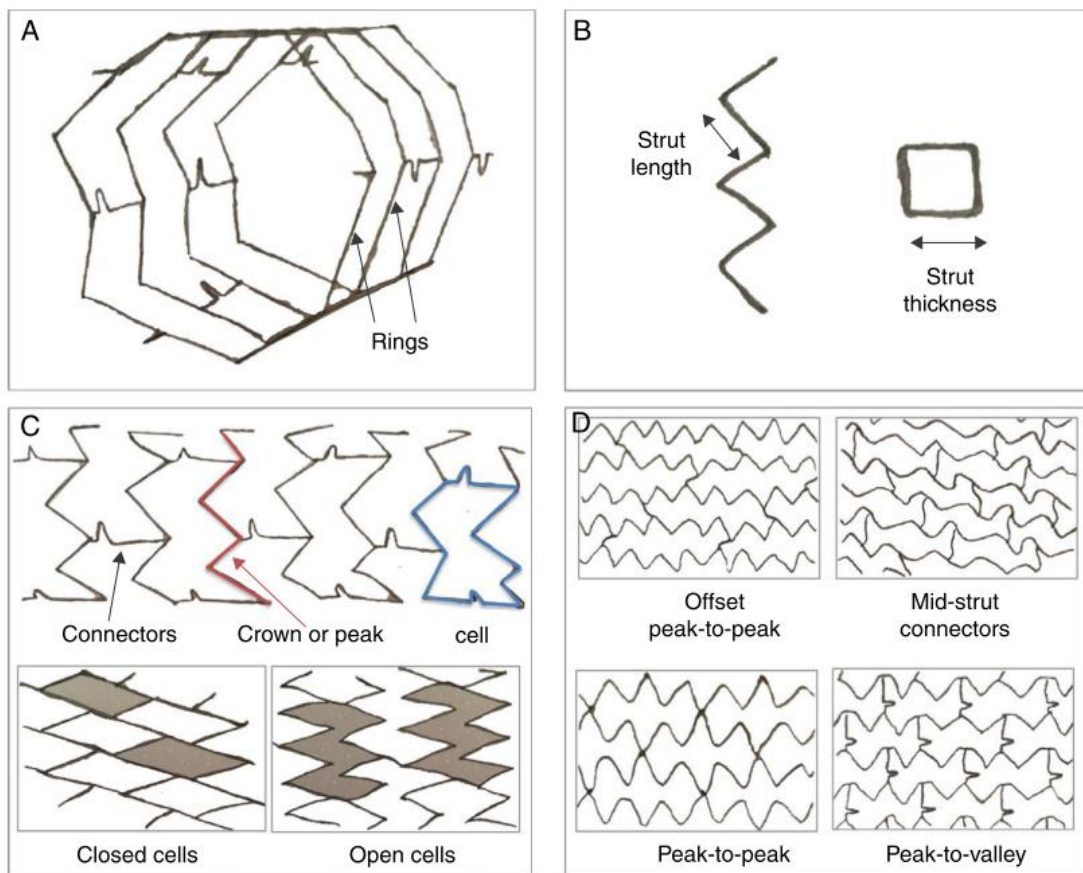 A
Rings
B
Strut
length
Strut
thickness
C
Connectors
Crown or peak
cell
Closed cells
Open cells
D
Offset
peak-to-peak
Mid-strut
connectors
Peak-to-peak
Peak-to-valley